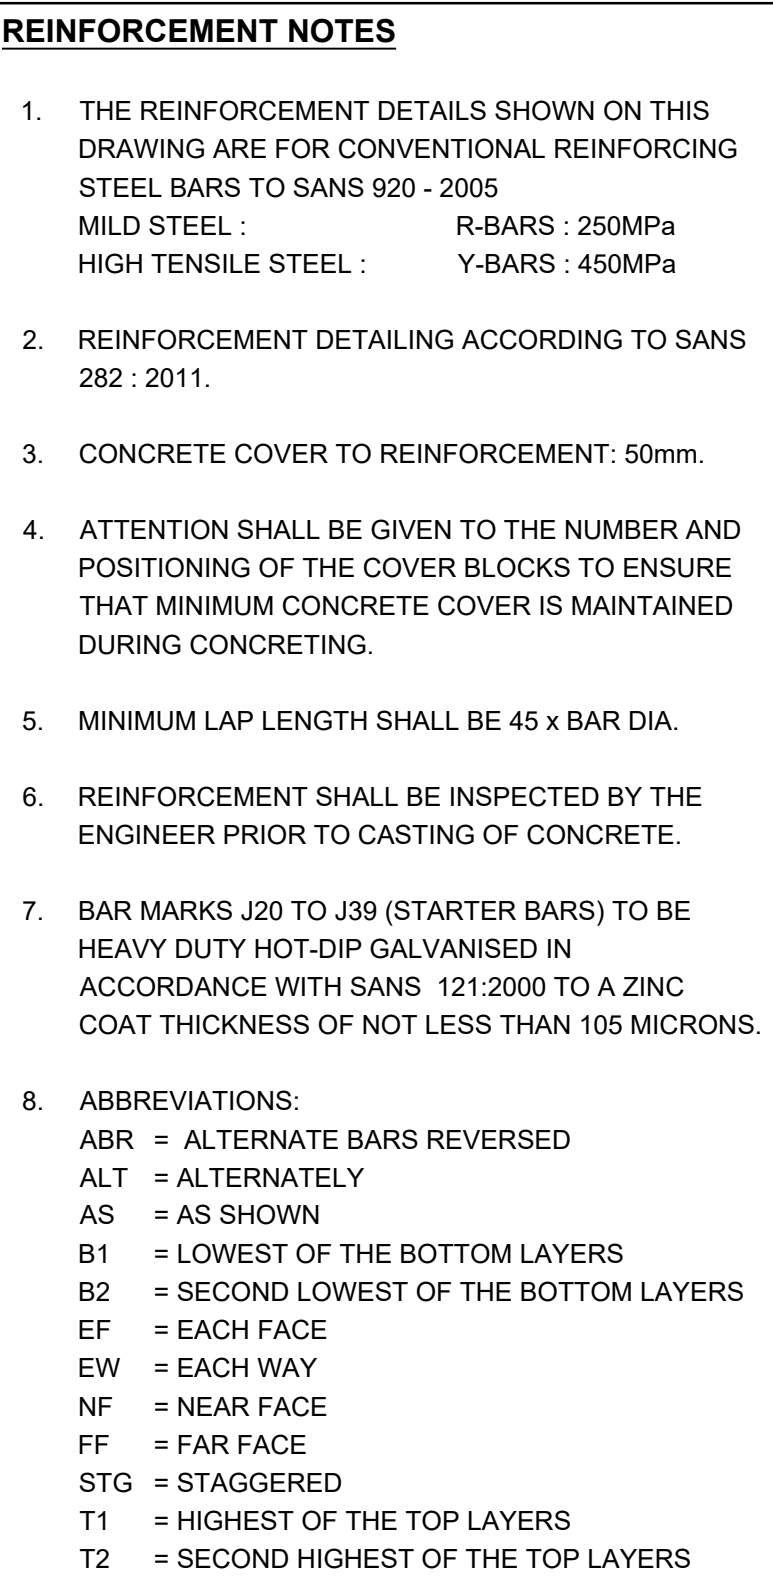 REINFORCEMENT NOTES
1. THE REINFORCEMENT DETAILS SHOWN ON THIS
DRAWING ARE FOR CONVENTIONAL REINFORCING
STEEL BARS TO SANS 920 - 2005
MILD STEEL : R-BARS : 250MPa
HIGH TENSILE STEEL : Y-BARS : 450MPa
2. REINFORCEMENT DETAILING ACCORDING TO SANS
282 : 2011.
3. CONCRETE COVER TO REINFORCEMENT: 50mm.
4. ATTENTION SHALL BE GIVEN TO THE NUMBER AND
POSITIONING OF THE COVER BLOCKS TO ENSURE
THAT MINIMUM CONCRETE COVER IS MAINTAINED
DURING CONCRETING.
5. MINIMUM LAP LENGTH SHALL BE 45 x BAR DIA.
6. REINFORCEMENT SHALL BE INSPECTED BY THE
ENGINEER PRIOR TO CASTING OF CONCRETE.
7. BAR MARKS J20 TO J39 (STARTER BARS) TO BE
HEAVY DUTY HOT-DIP GALVANISED IN
ACCORDANCE WITH SANS 121:2000 TO A ZINC
COAT THICKNESS OF NOT LESS THAN 105 MICRONS.
8. ABBREVIATIONS:
ABR = ALTERNATE BARS REVERSED
ALT = ALTERNATELY
AS = AS SHOWN
B1 = LOWEST OF THE BOTTOM LAYERS
B2 = SECOND LOWEST OF THE BOTTOM LAYERS
EF = EACH FACE
EW = EACH WAY
NF = NEAR FACE
FF = FAR FACE
STG = STAGGERED
T1 = HIGHEST OF THE TOP LAYERS
T2 = SECOND HIGHEST OF THE TOP LAYERS